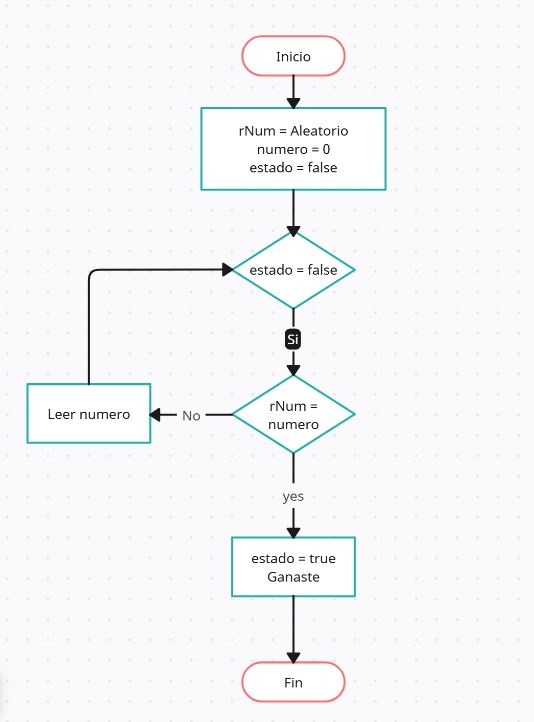 Inicio
rNum = Aleatorio
numero = 0
estado = false
estado = false
Si
rNum =
numero
No
Leer numero
yes
estado = true
Ganaste
Fin